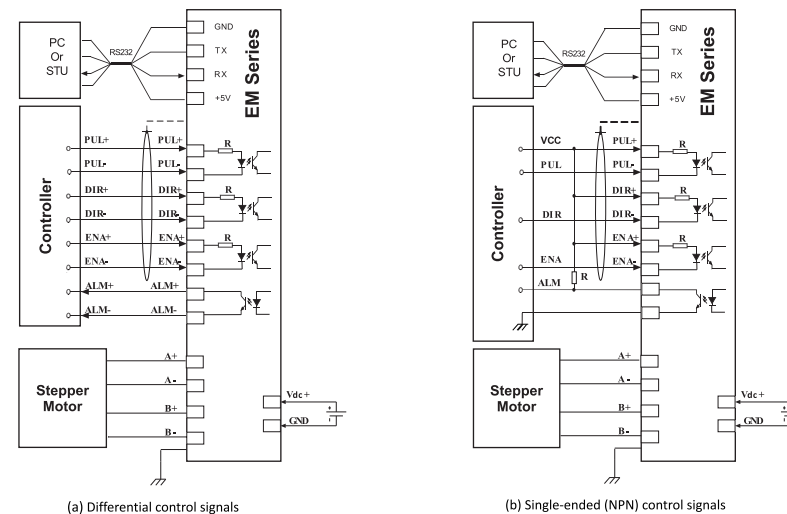 PC
Or
STU
RS232
GND
TX
RX
+5V
EM Series
Controller
PUL+ PUL+
PUL- PUL-
DIR+ DIR+
DIR- DIR-
ENA+ ENA+
ENA- ENA-
ALM+ ALM+
ALM- ALM-
R
R
R
Stepper
Motor
A+
A-
B+
B-
Vdc+
GND
+
-
(a) Differential control signals
PC
Or
STU
RS232
GND
TX
RX
+5V
EM Series
Controller
VCC PUL+
PUL PUL-
DIR+
DIR DIR-
ENA+
ENA ENA-
ALM
R
R
R
R
Stepper
Motor
A+
A-
B+
B-
Vdc+
GND
+
-
(b) Single-ended (NPN) control signals